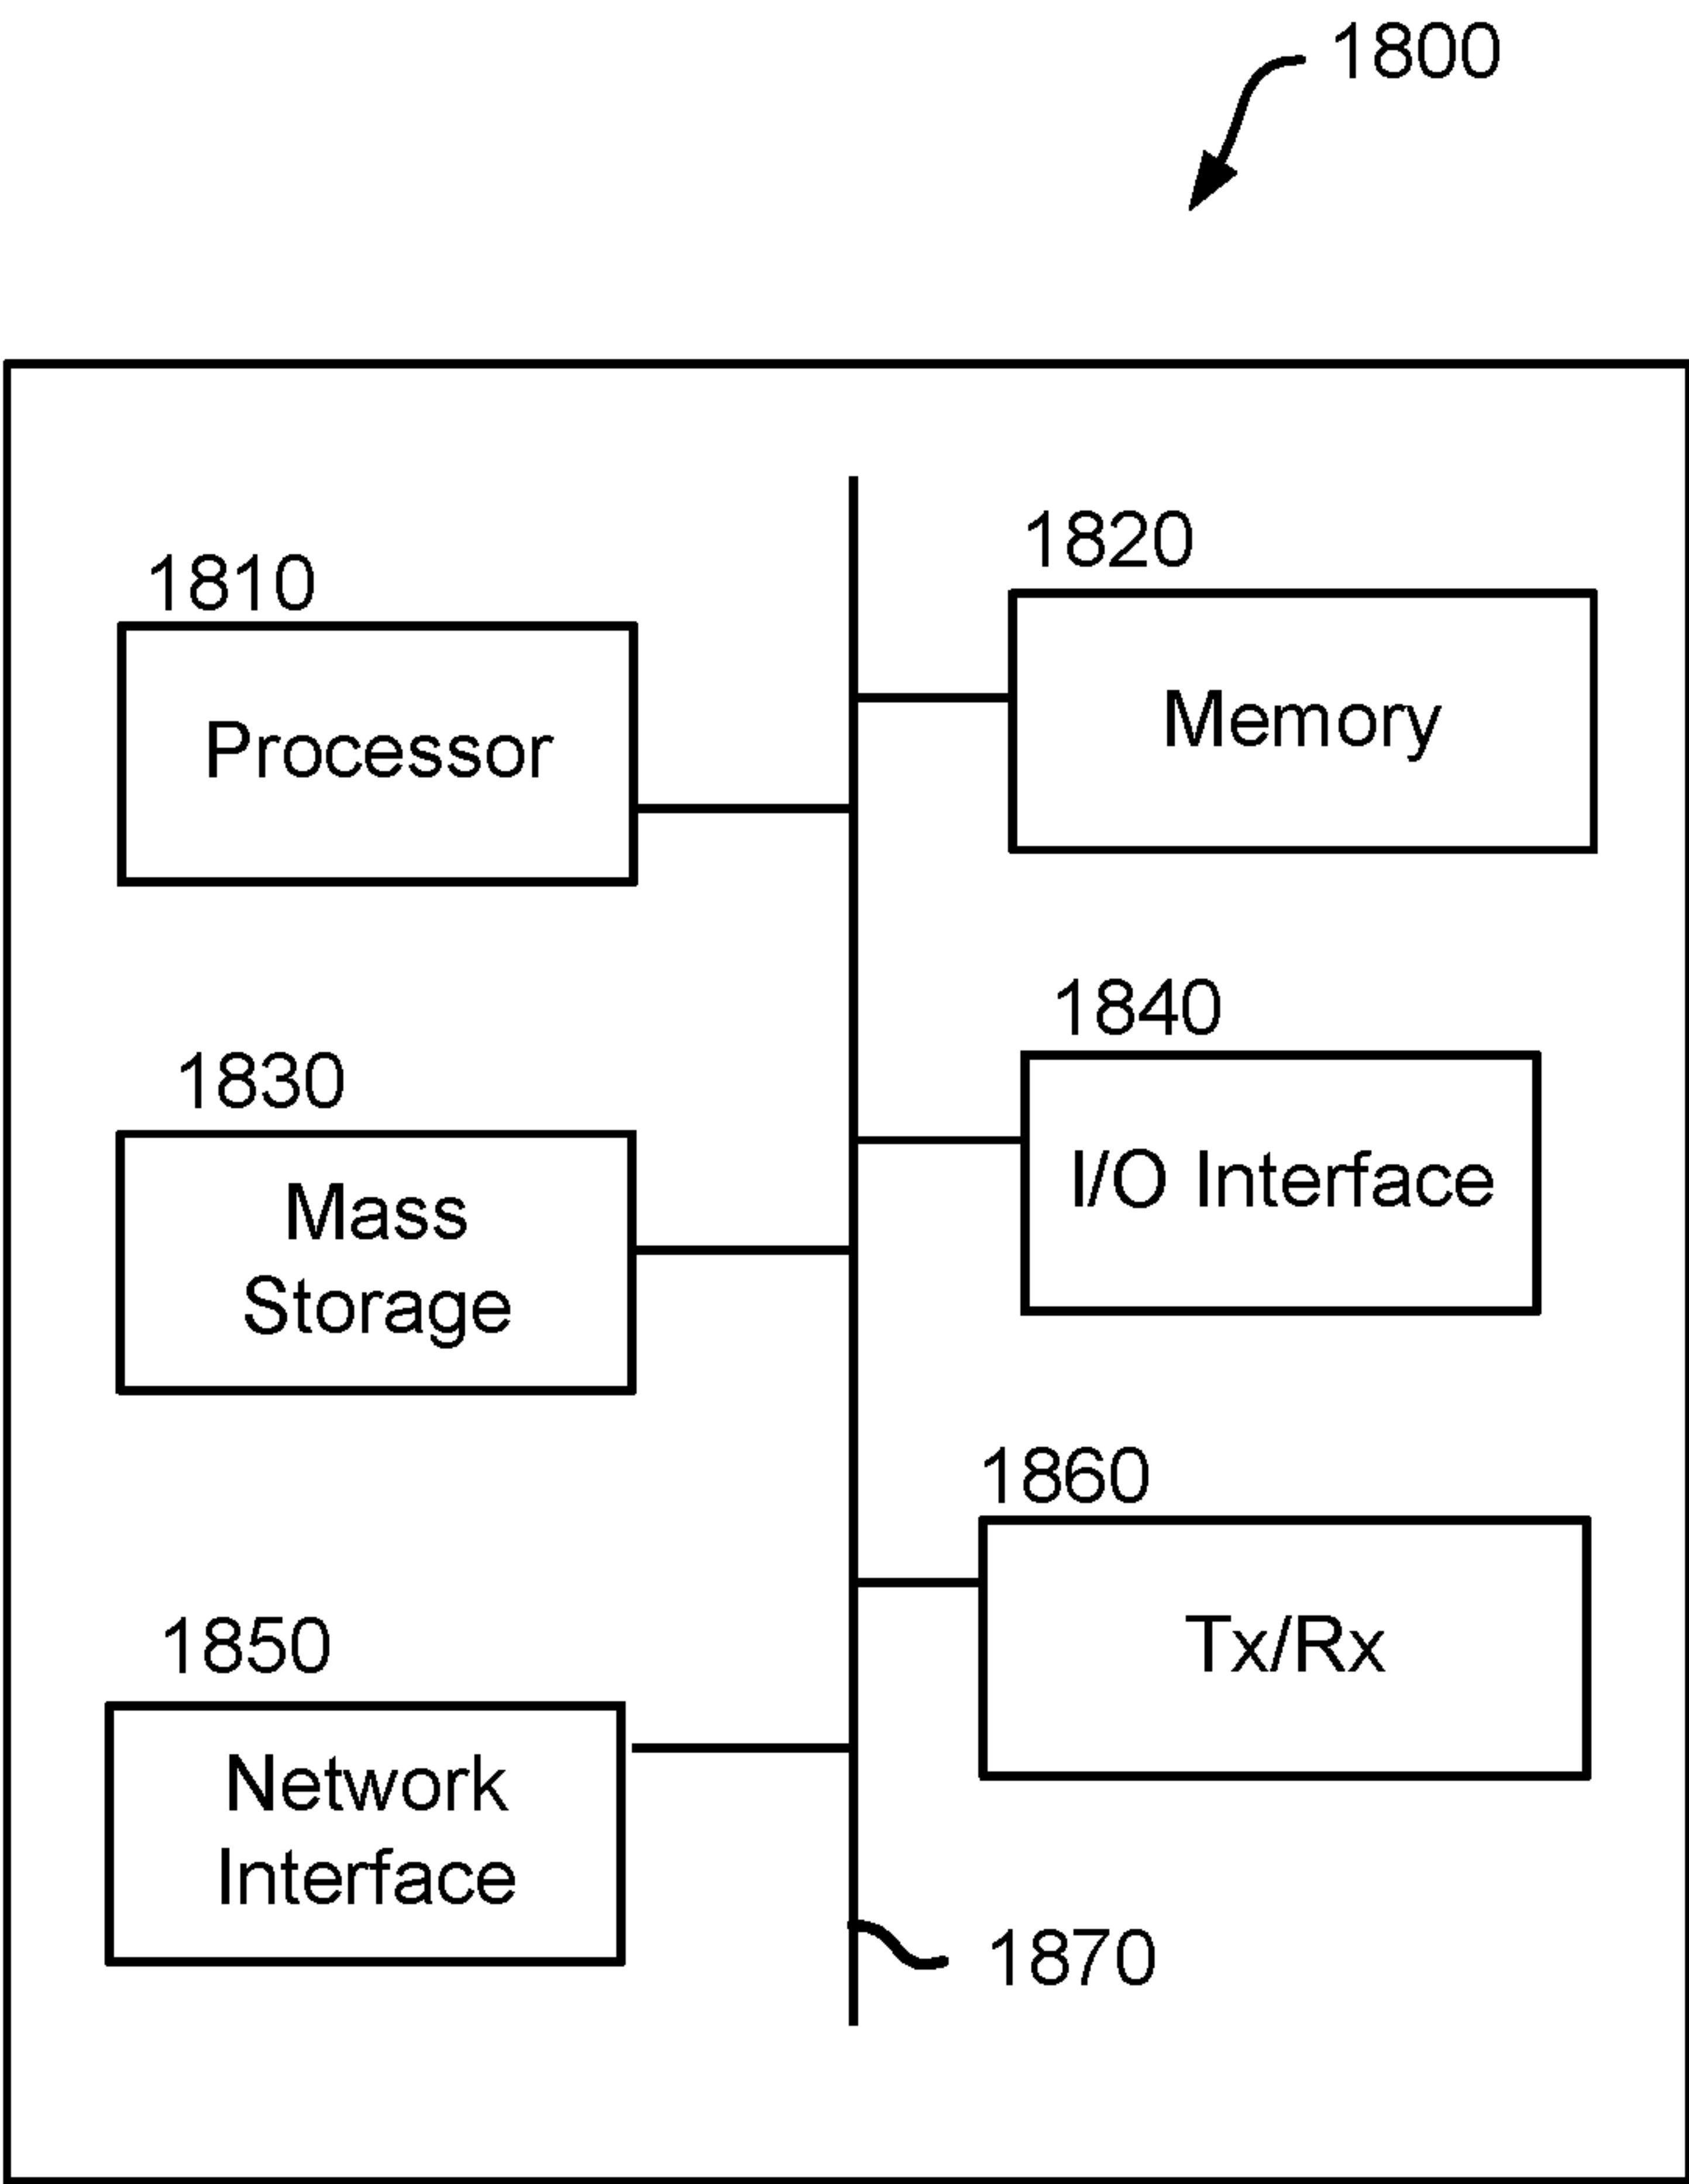 1800
1810
Processor
1820
Memory
1830
Mass
Storage
1840
I/O Interface
1850
Network
Interface
1860
Tx/Rx
1870